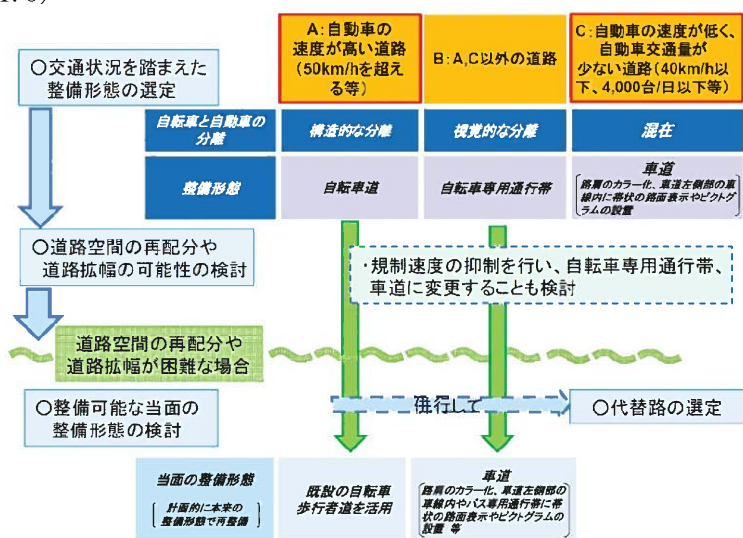 A:自動車の
速度が高い道路
(50km/hを超え
る等)
B:A,C以外の道路
C:自動車の速度が低く、
自動車交通量が
少ない道路(40km/h以
下、4,000台/日以下等)
〇交通状況を踏まえた
整備形態の選定
自転車と自動車の
分離
構造的な分離
視覚的な分離
混在
整備形態
自転車道
自転車専用通行帯
車道
路肩のカラー化、車道左側部の車
線内に帯状の路面表示やピクトグ
ラムの設置
〇道路空間の再配分や
道路拡幅の可能性の検討
・規制速度の抑制を行い、自転車専用通行帯、
車道に変更することも検討
道路空間の再配分や
道路拡幅が困難な場合
〇整備可能な当面の
整備形態の検討
併行して
〇代替路の選定
当面の整備形態
計画的に本来の
整備形態で再整備
既設の自転車
歩行者道を活用
車道
路肩のカラー化、車道左側部の
車線内やバス専用通行帯に帯
状の路面表示やピクトグラムの
設置 等